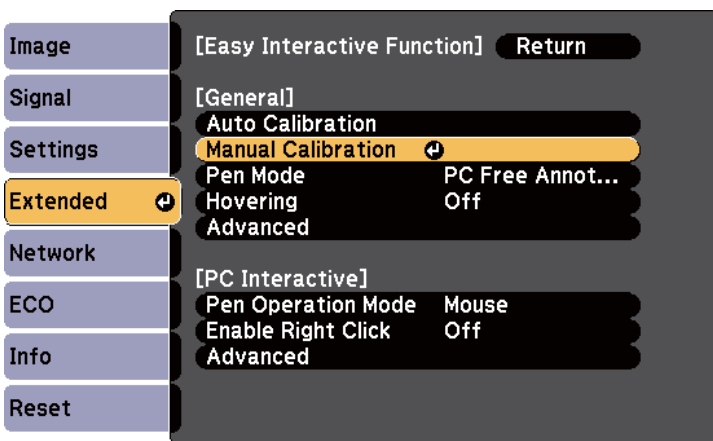 Image
Signal
Settings
Extended
Network
ECO
Info
Reset
[Easy Interactive Function] Return
[General]
Auto Calibration
Manual Calibration
Pen Mode PC Free Annot...
Hovering Off
Advanced
[PC Interactive]
Pen Operation Mode Mouse
Enable Right Click Off
Advanced